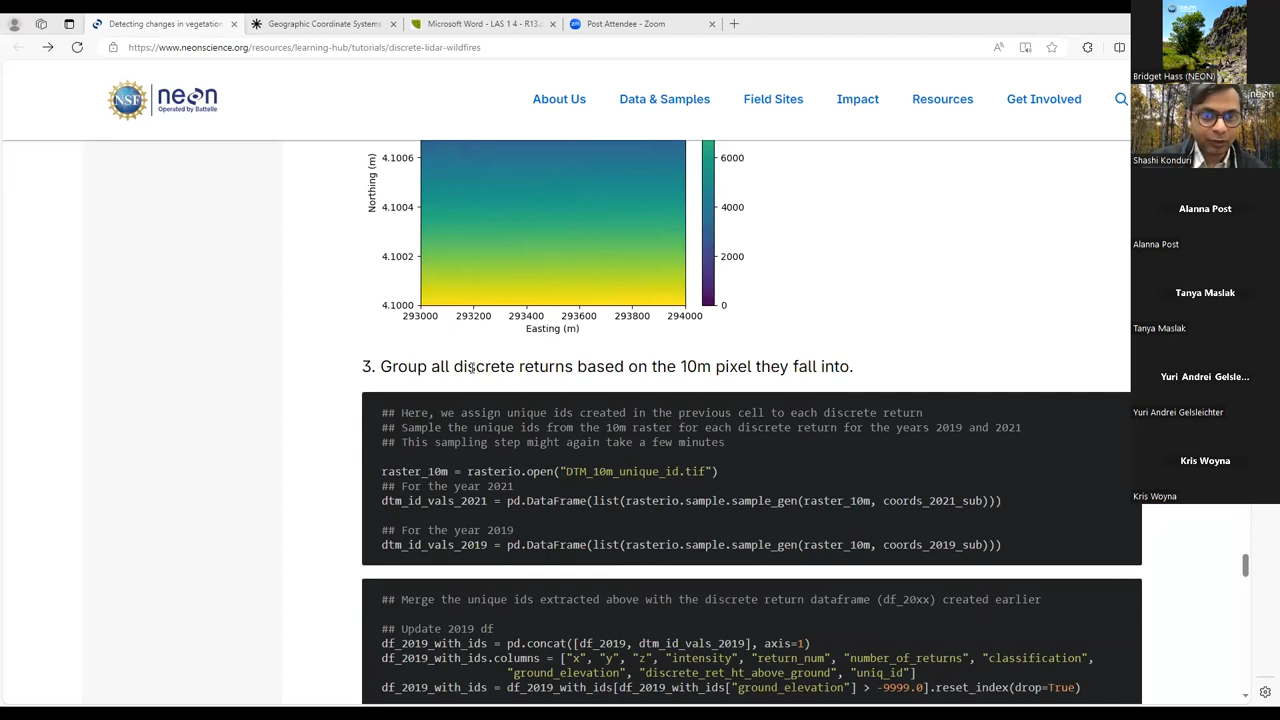 Detecting changes in vegetation
Geographic Coordinate Systems
Microsoft Word - LAS 1 4 - R13.
Post Attendee - Zoom
https://www.neonscience.org/resources/learning-hub/tutorials/discrete-lidar-wildfires
NSF
neon
Operated by Battelle
About Us
Data & Samples
Field Sites
Impact
Resources
Get Involved
4.1006
4.1004
4.1002
4.1000
Northing (m)
293000
293200
293400
293600
293800
294000
Easting (m)
6000
4000
2000
0
3. Group all discrete returns based on the 10m pixel they fall into.
## Here, we assign unique ids created in the previous cell to each discrete return
## Sample the unique ids from the 10m raster for each discrete return for the years 2019 and 2021
## This sampling step might again take a few minutes
raster_10m = rasterio.open("DTM_10m_unique_id.tif")
## For the year 2021
dtm_id_vals_2021 = pd.DataFrame(list(rasterio.sample.sample_gen(raster_10m, coords_2021_sub)))
## For the year 2019
dtm_id_vals_2019 = pd.DataFrame(list(rasterio.sample.sample_gen(raster_10m, coords_2019_sub)))
## Merge the unique ids extracted above with the discrete return dataframe (df_20xx) created earlier
## Update 2019 df
df_2019_with_ids = pd.concat([df_2019, dtm_id_vals_2019], axis=1)
df_2019_with_ids.columns = ["x", "y", "z", "intensity", "return_num", "number_of_returns", "classification",
"ground_elevation", "discrete_ret_ht_above_ground", "uniq_id"]
df_2019_with_ids = df_2019_with_ids[df_2019_with_ids["ground_elevation"] > -9999.0].reset_index(drop=True)
Bridget Hass (NEON)
neon
Shashi Konduri
Alanna Post
Alanna Post
Tanya Maslak
Tanya Maslak
Yuri Andrei Gelsle...
Yuri Andrei Gelsleichter
Kris Woyna
Kris Woyna